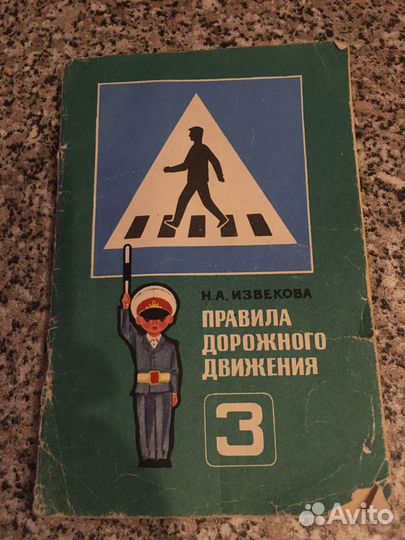 Н.А. ИЗВЕКОВА
ПРАВИЛА
ДОРОЖНОГО
ДВИЖЕНИЯ
3
Avito